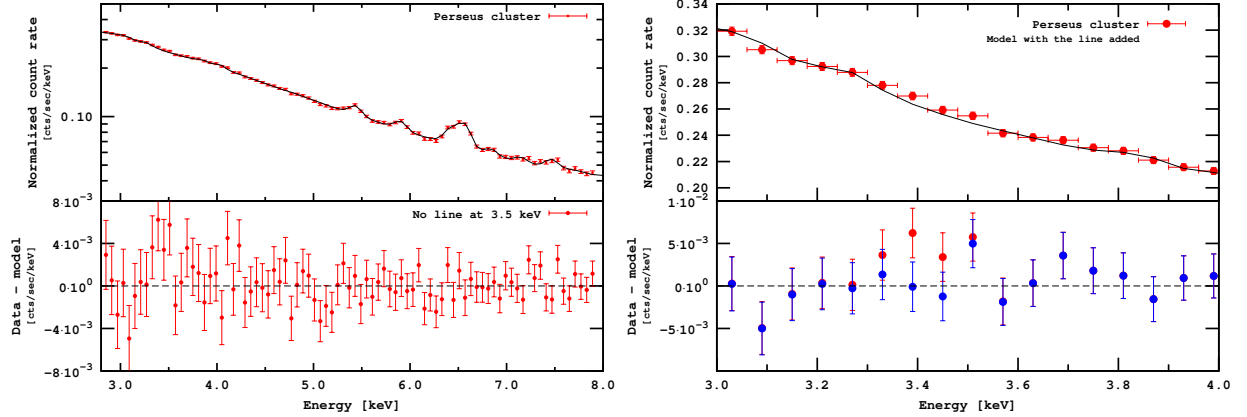 Normalized count rate
[cts/sec/keV]
0.10
Perseus cluster
Data - model
[cts/sec/keV]
8·10⁻³
4·10⁻³
0·10⁰
-4·10⁻³
-8·10⁻³
No line at 3.5 keV
3.0 4.0 5.0 6.0 7.0 8.0
Energy [keV]
Normalized count rate
[cts/sec/keV]
0.34
0.32
0.30
0.28
0.26
0.24
0.22
0.20
Perseus cluster
Model with the line added
Data - model
[cts/sec/keV]
1·10⁻²
5·10⁻³
0·10⁰
-5·10⁻³
3.0 3.2 3.4 3.6 3.8 4.0
Energy [keV]